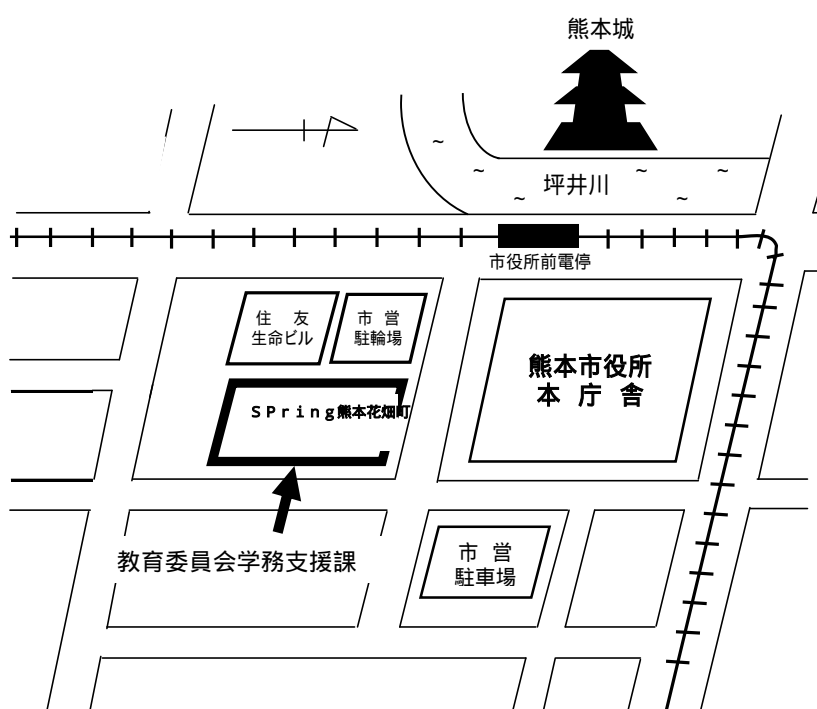 熊本城
坪井川
市役所前電停
住 友
生命ビル
市 営
駐輪場
熊本市役所
本 庁 舎
ＳＰｒｉｎｇ熊本花畑町
教育委員会学務支援課
市 営
駐車場